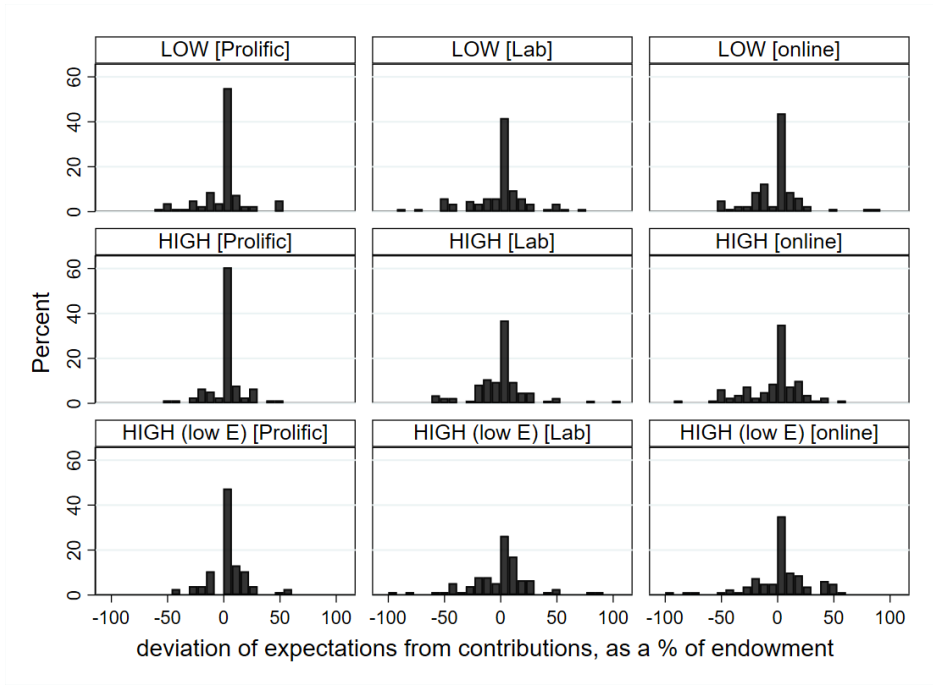 LOW [Prolific] LOW [Lab] LOW [online]
60
40
20
0
HIGH [Prolific] HIGH [Lab] HIGH [online]
60
40
20
0
Percent
HIGH (low E) [Prolific] HIGH (low E) [Lab] HIGH (low E) [online]
60
40
20
0
-100 -50 0 50 100 -100 -50 0 50 100 -100 -50 0 50 100
deviation of expectations from contributions, as a % of endowment